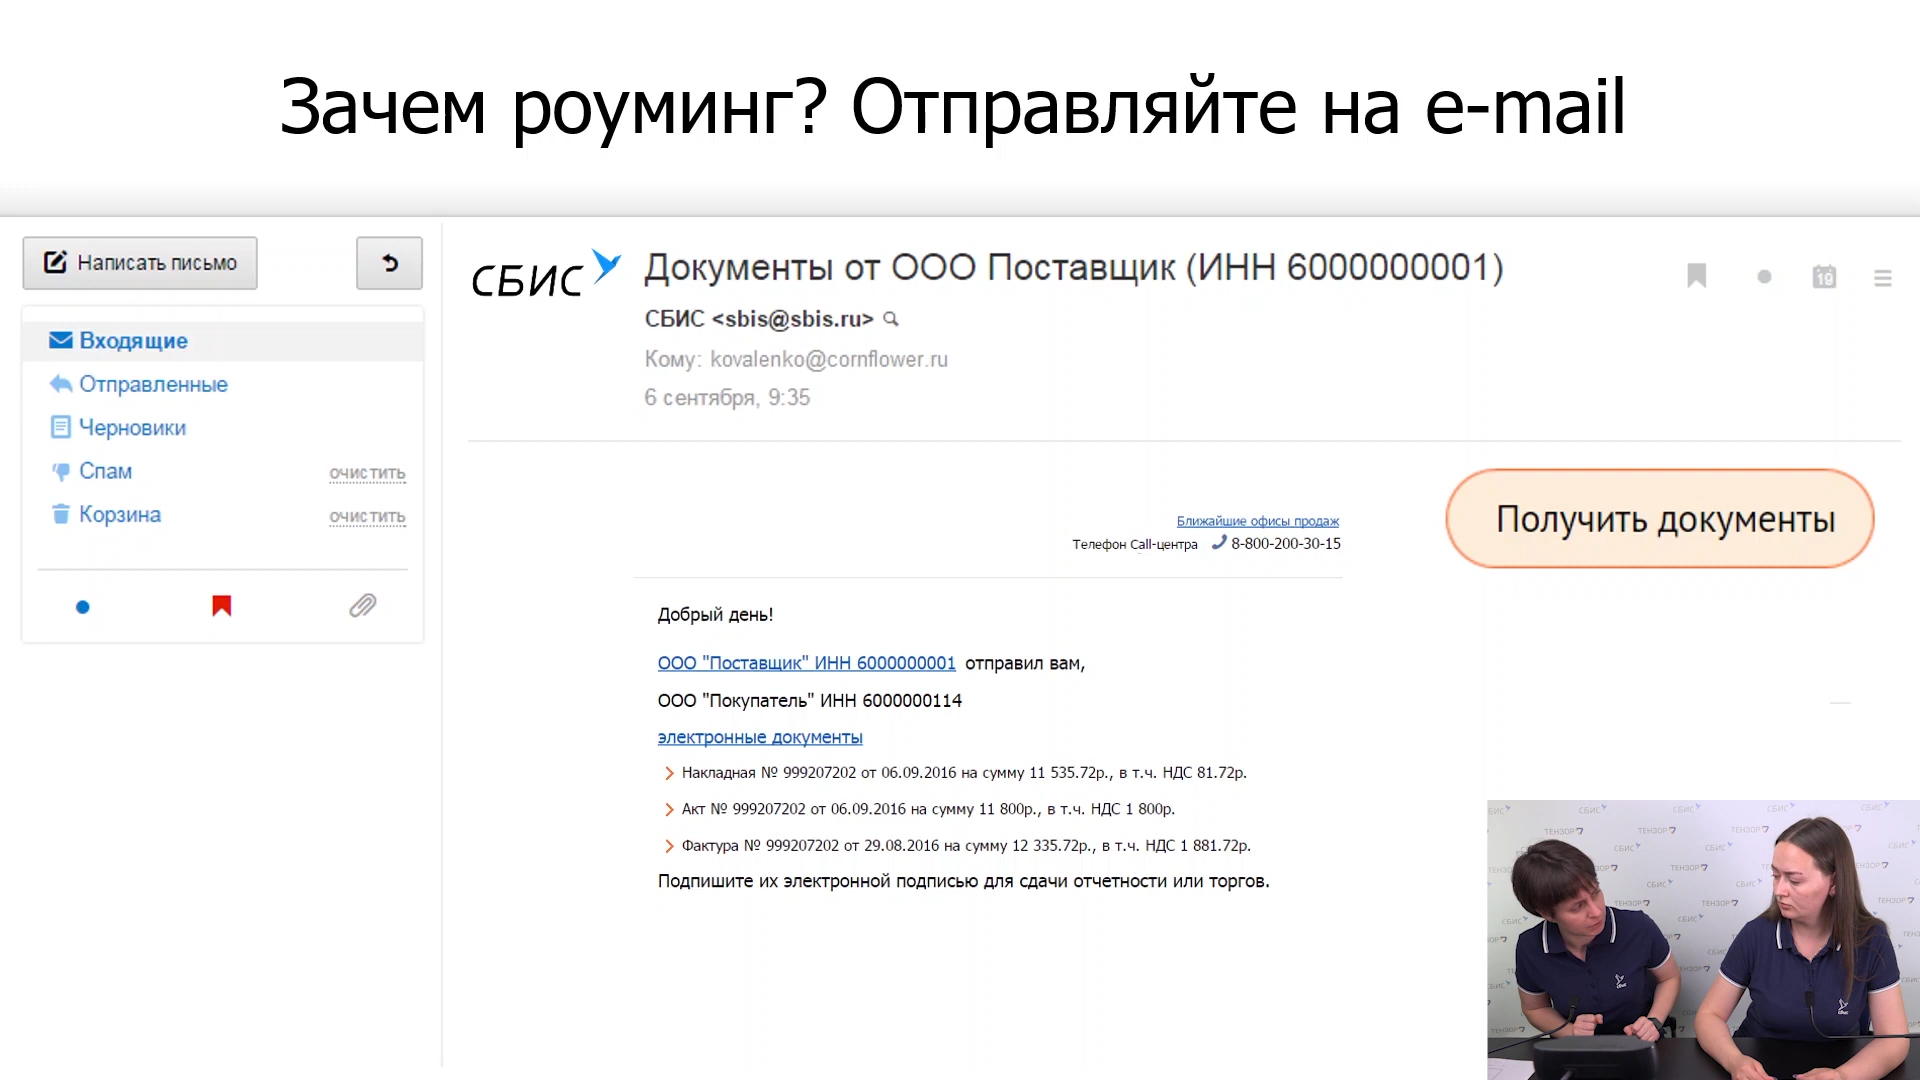 Зачем роуминг? Отправляйте на e-mail
Написать письмо
Входящие
Отправленные
Черновики
Спам
очистить
Корзина
очистить
СБИС
Документы от ООО Поставщик (ИНН 6000000001)
19
СБИС <sbis@sbis.ru>
Кому: kovalenko@cornflower.ru
6 сентября, 9:35
Получить документы
Ближайшие офисы продаж
Телефон Call-центра 8-800-200-30-15
Добрый день!
ООО "Поставщик" ИНН 6000000001 отправил вам,
ООО "Покупатель" ИНН 6000000114
электронные документы
Накладная № 999207202 от 06.09.2016 на сумму 11 535.72р., в т.ч. НДС 81.72р.
Акт № 999207202 от 06.09.2016 на сумму 11 800р., в т.ч. НДС 1 800р.
Фактура № 999207202 от 29.08.2016 на сумму 12 335.72р., в т.ч. НДС 1 881.72р.
Подпишите их электронной подписью для сдачи отчетности или торгов.
СБИС
ТЕНЗОР